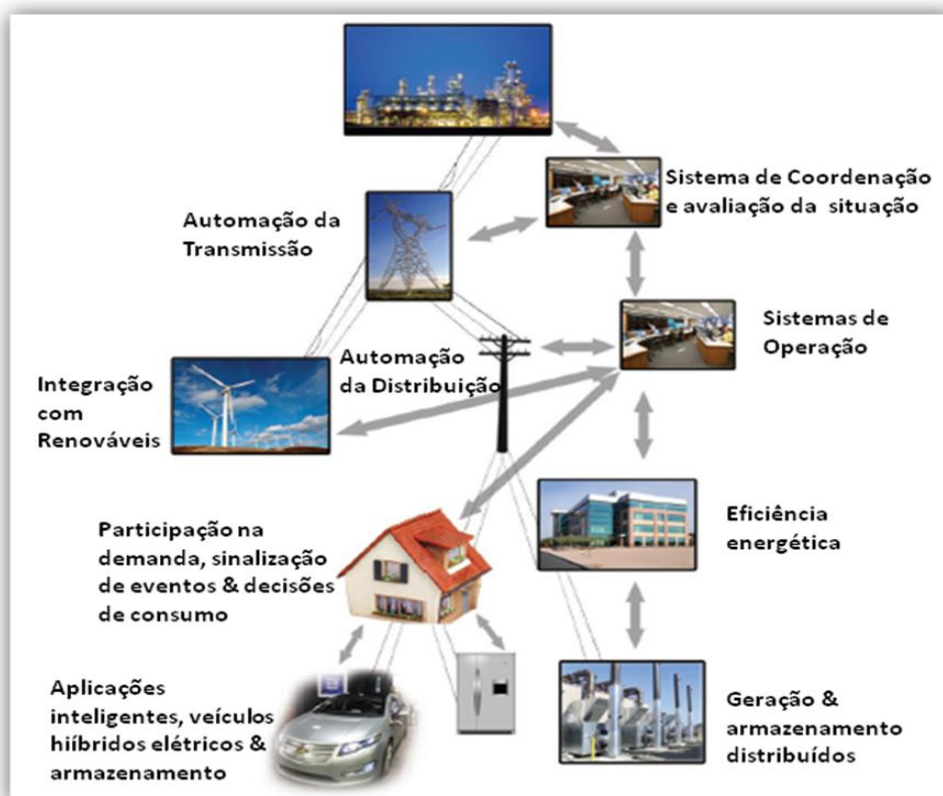 Sistema de Coordenação
e avaliação da situação
Automação da
Transmissão
Sistemas de
Operação
Automação
da Distribuição
Integração
com
Renováveis
Eficiência
energética
Participação na
demanda, sinalização
de eventos & decisões
de consumo
Aplicações
inteligentes, veículos
hiíbridos elétricos &
armazenamento
Geração &
armazenamento
distribuídos